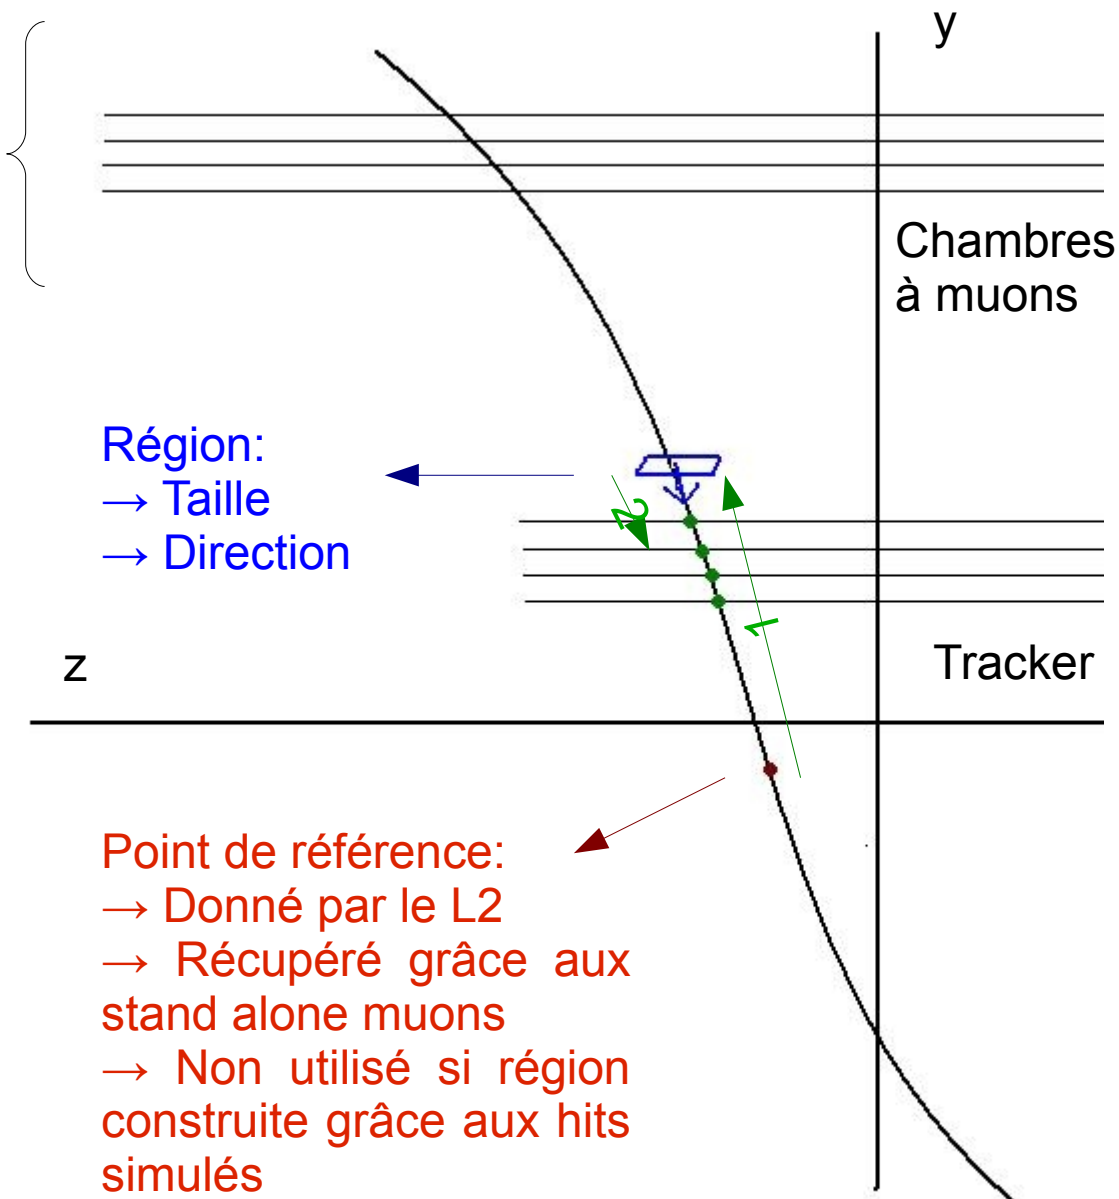 y
Chambres
à muons
Région:
→ Taille
→ Direction
2
1
z
Tracker
Point de référence:
→ Donné par le L2
→ Récupéré grâce aux
stand alone muons
→ Non utilisé si région
construite grâce aux hits
simulés